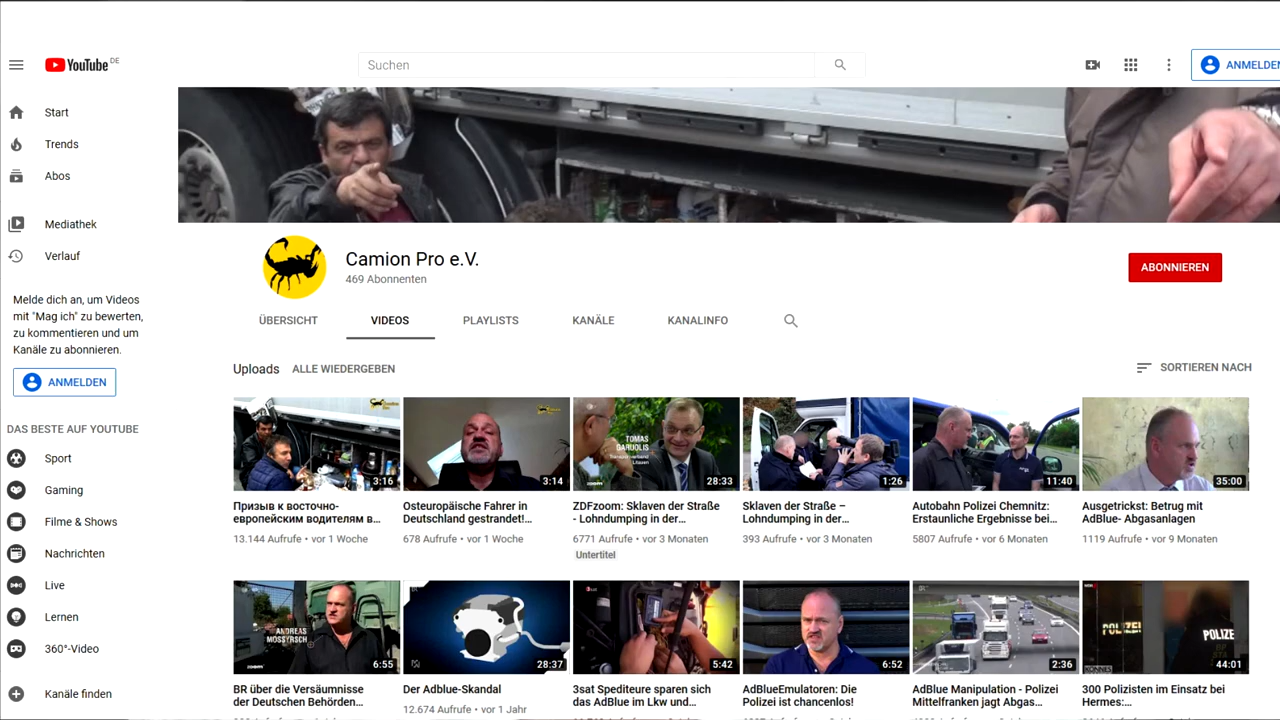 YouTube DE
Suchen
ANMELDEN
Start
Trends
Abos
Mediathek
Verlauf
Melde dich an, um Videos
mit "Mag ich" zu bewerten,
zu kommentieren und um
Kanäle zu abonnieren.
ANMELDEN
DAS BESTE AUF YOUTUBE
Sport
Gaming
Filme & Shows
Nachrichten
Live
Lernen
360°-Video
Kanäle finden
Camion Pro e.V.
469 Abonnenten
ABONNIEREN
ÜBERSICHT VIDEOS PLAYLISTS KANÄLE KANALINFO
Uploads ALLE WIEDERGEBEN
SORTIEREN NACH
3:16
Призыв к восточно-
европейским водителям в...
13.144 Aufrufe • vor 1 Woche
3:14
Osteuropäische Fahrer in
Deutschland gestrandet!...
678 Aufrufe • vor 1 Woche
TOMAS
28:33
ZDFzoom: Sklaven der Straße
- Lohndumping in der...
6771 Aufrufe • vor 3 Monaten
Untertitel
1:26
Sklaven der Straße –
Lohndumping in der...
393 Aufrufe • vor 3 Monaten
11:40
Autobahn Polizei Chemnitz:
Erstaunliche Ergebnisse bei...
5807 Aufrufe • vor 6 Monaten
35:00
Ausgetrickst: Betrug mit
AdBlue- Abgasanlagen
1119 Aufrufe • vor 9 Monaten
ANDREAS
MOSSYRSCH
6:55
BR über die Versäumnisse
der Deutschen Behörden...
28:37
Der Adblue-Skandal
12.674 Aufrufe • vor 1 Jahr
5:42
3sat Spediteure sparen sich
das AdBlue im Lkw und...
6:52
AdBlueEmulatoren: Die
Polizei ist chancenlos!
2:36
AdBlue Manipulation - Polizei
Mittelfranken jagt Abgas...
POLIZEI
POLIZE
44:01
300 Polizisten im Einsatz bei
Hermes:...